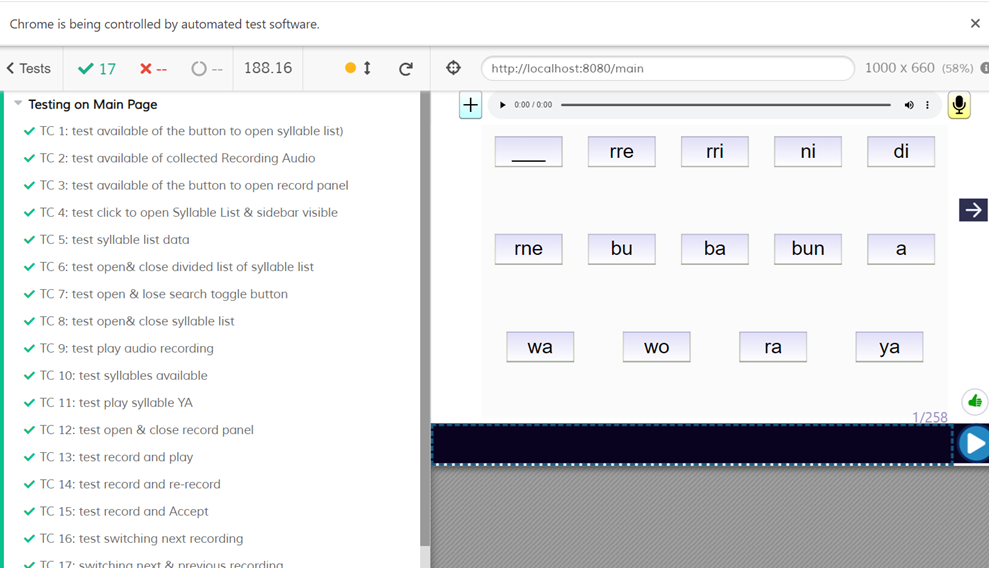 Chrome is being controlled by automated test software.
Tests 17 -- -- 188.16 http://localhost:8080/main 1000 x 660 (58%)
Testing on Main Page
TC 1: test available of the button to open syllable list)
TC 2: test available of collected Recording Audio
TC 3: test available of the button to open record panel
TC 4: test click to open Syllable List & sidebar visible
TC 5: test syllable list data
TC 6: test open& close divided list of syllable list
TC 7: test open & lose search toggle button
TC 8: test open& close syllable list
TC 9: test play audio recording
TC 10: test syllables available
TC 11: test play syllable YA
TC 12: test open & close record panel
TC 13: test record and play
TC 14: test record and re-record
TC 15: test record and Accept
TC 16: test switching next recording
TC 17: switching next & previous recording
0:00 / 0:00
___ rre rri ni di
rne bu ba bun a
wa wo ra ya
1/258